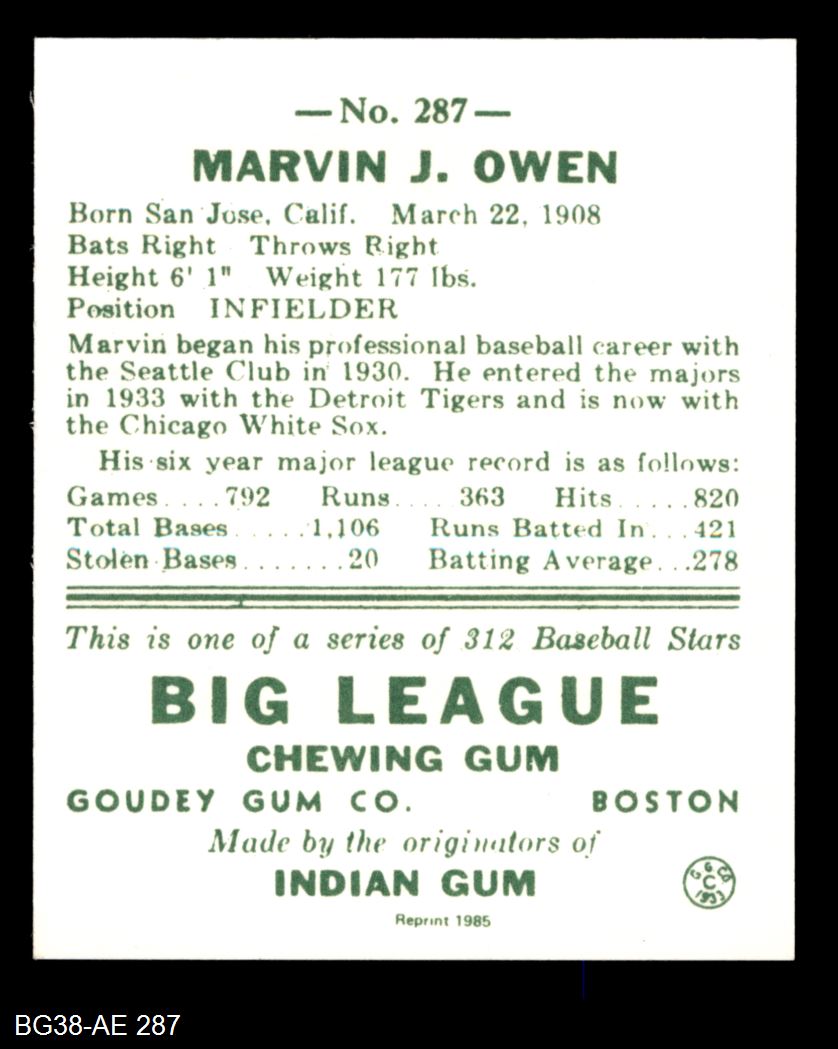 —No. 287—
MARVIN J. OWEN
Born San Jose, Calif. March 22, 1908
Bats Right Throws Right
Height 6' 1" Weight 177 lbs.
Position INFIELDER
Marvin began his professional baseball career with
the Seattle Club in 1930. He entered the majors
in 1933 with the Detroit Tigers and is now with
the Chicago White Sox.
His six year major league record is as follows:
Games.....792 Runs.....363 Hits......820
Total Bases......1,106 Runs Batted In...421
Stolen Bases.......20 Batting Average...278
This is one of a series of 312 Baseball Stars
BIG LEAGUE
CHEWING GUM
GOUDEY GUM CO. BOSTON
Made by the originators of
INDIAN GUM
G G CO
C
1933
Reprint 1985
BG38-AE 287